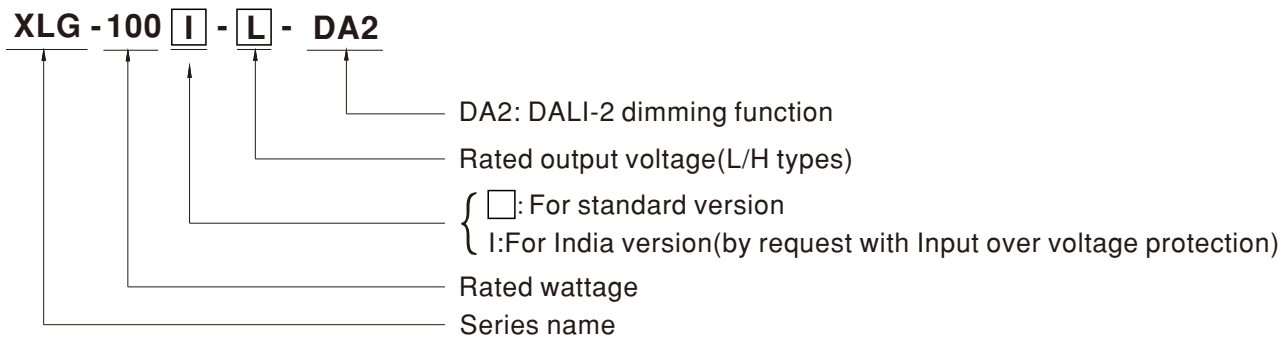 XLG - 100 I - L - DA2
DA2: DALI-2 dimming function
Rated output voltage(L/H types)
□: For standard version
I:For India version(by request with Input over voltage protection)
Rated wattage
Series name